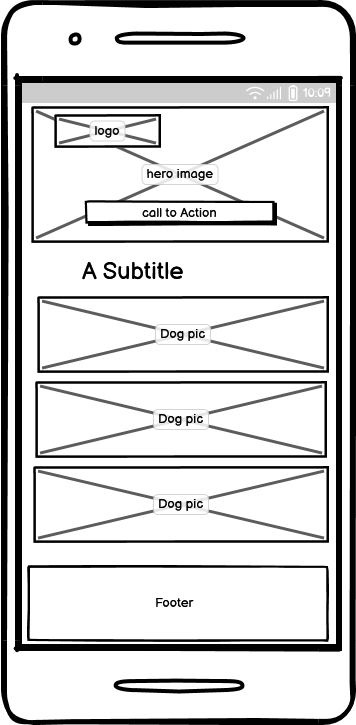 10:09
logo
hero image
call to Action
A Subtitle
Dog pic
Dog pic
Dog pic
Footer